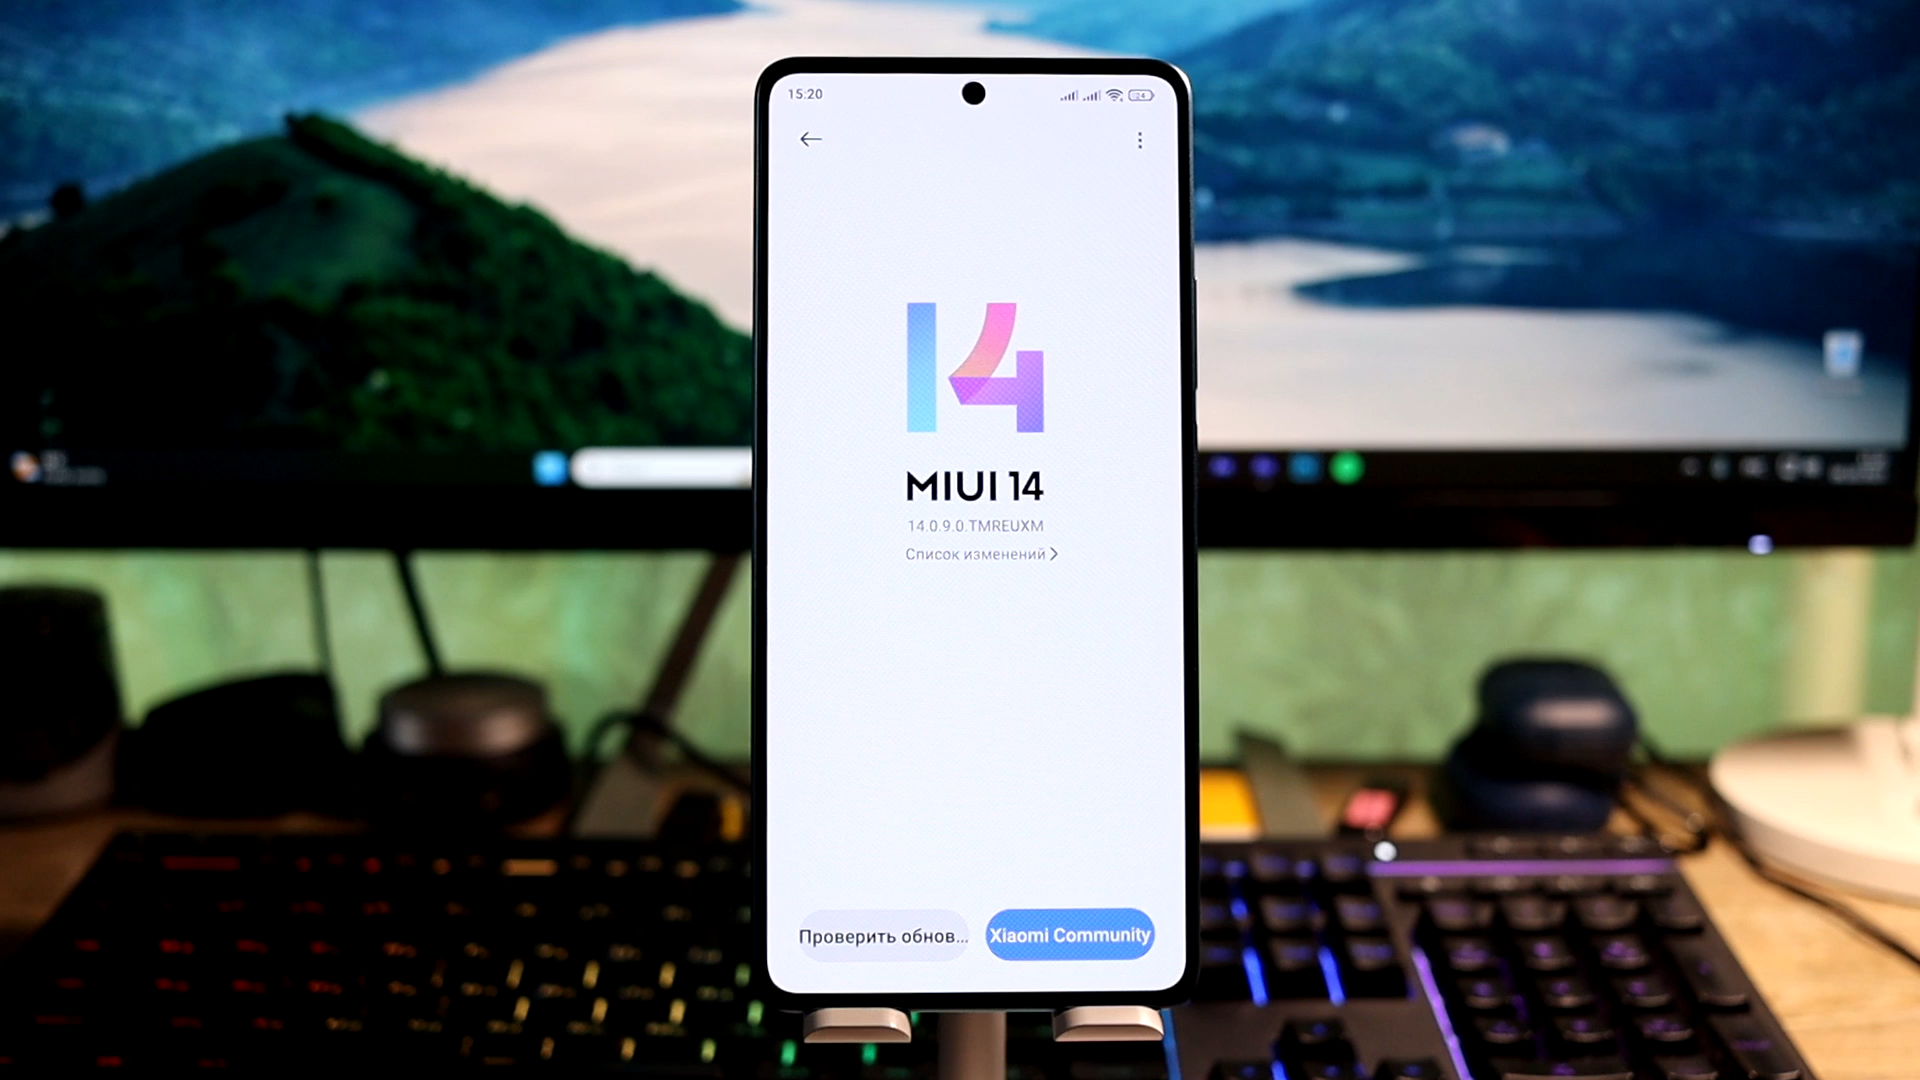 15:20
14
MIUI 14
14.0.9.0.TMREUXM
Список изменений
Проверить обнов...
Xiaomi Community